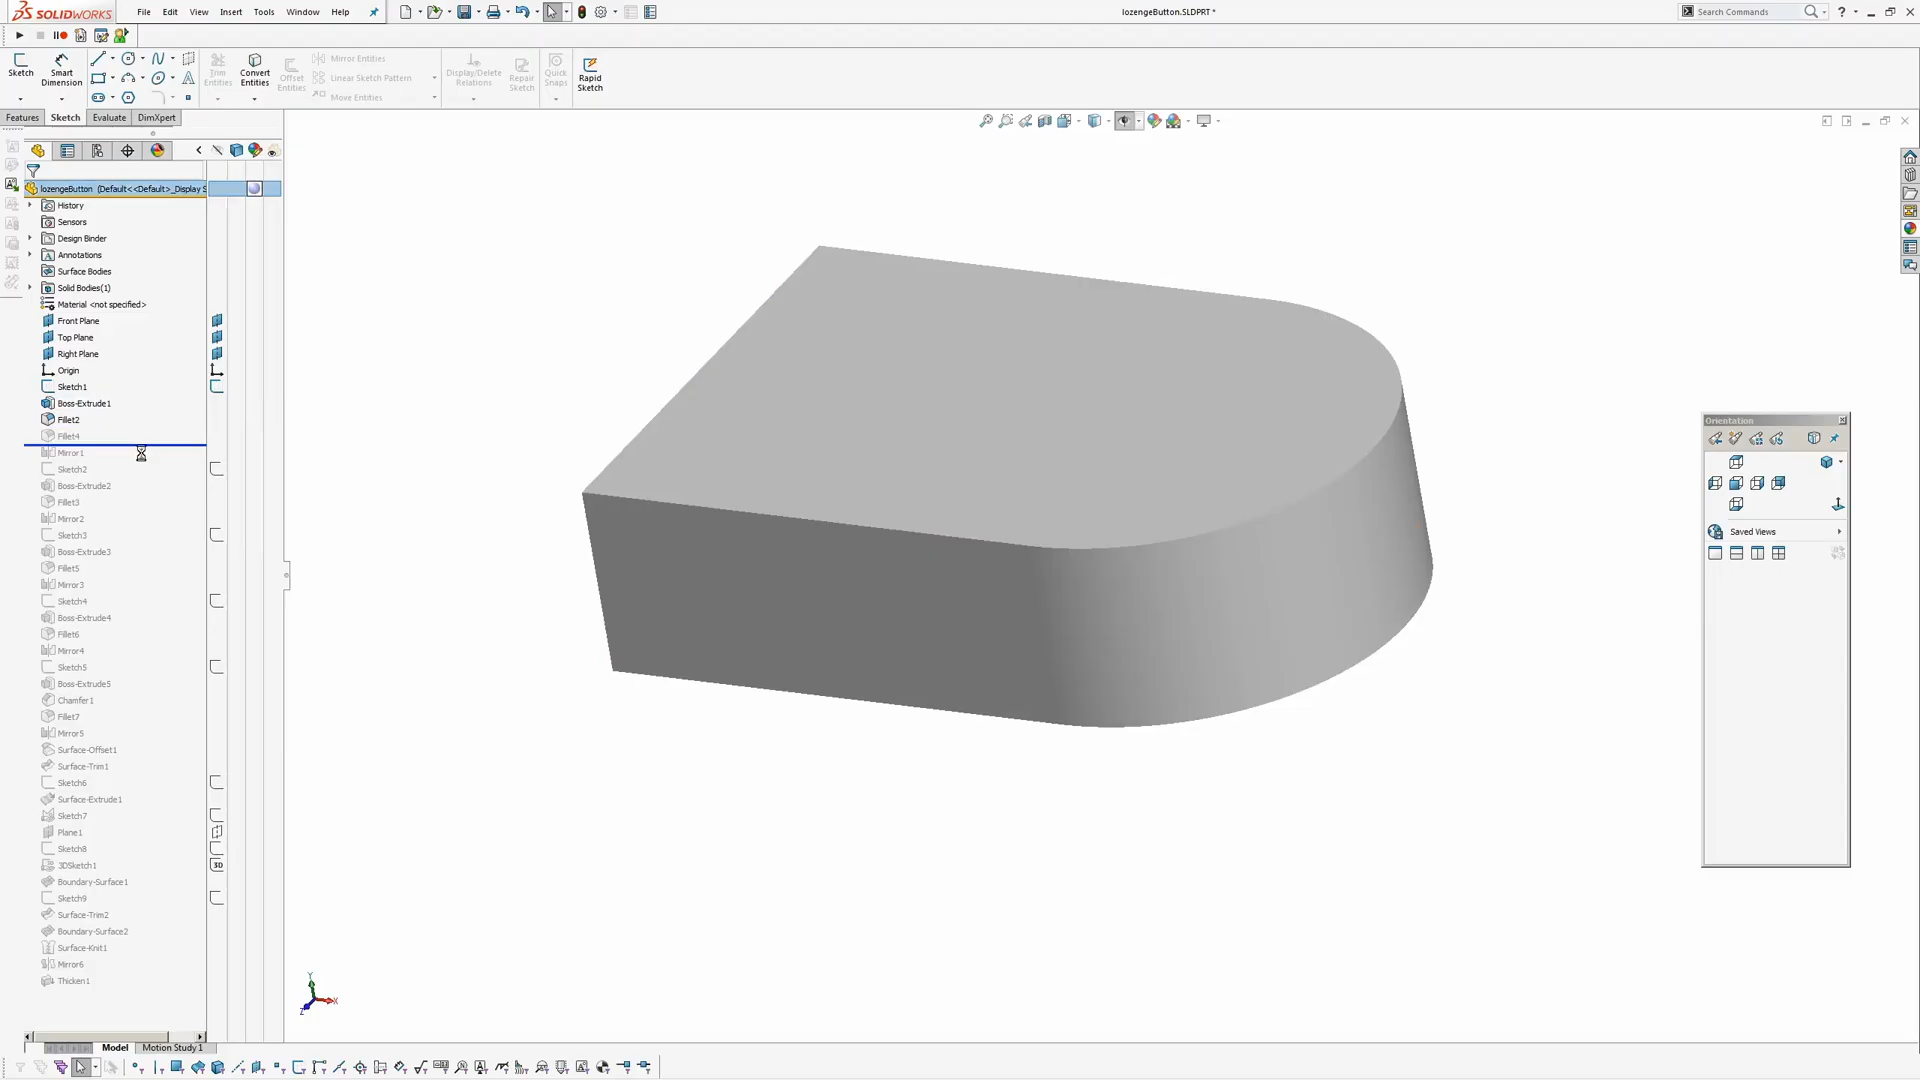 SOLIDWORKS File Edit View Insert Tools Window Help lozengeButton.SLDPRT * Search Commands
Sketch Smart Dimension Trim Entities Convert Entities Offset Entities Mirror Entities Linear Sketch Pattern Move Entities Display/Delete Relations Repair Sketch Quick Snaps Rapid Sketch
Features Sketch Evaluate DimXpert
lozengeButton (Default<<Default>_Display S
History
Sensors
Design Binder
Annotations
Surface Bodies
Solid Bodies(1)
Material <not specified>
Front Plane
Top Plane
Right Plane
Origin
Sketch1
Boss-Extrude1
Fillet2
Fillet4
Mirror1
Sketch2
Boss-Extrude2
Fillet3
Mirror2
Sketch3
Boss-Extrude3
Fillet5
Mirror3
Sketch4
Boss-Extrude4
Fillet6
Mirror4
Sketch5
Boss-Extrude5
Chamfer1
Fillet7
Mirror5
Surface-Offset1
Surface-Trim1
Sketch6
Surface-Extrude1
Sketch7
Plane1
Sketch8
3DSketch1 3D
Boundary-Surface1
Sketch9
Surface-Trim2
Boundary-Surface2
Surface-Knit1
Mirror6
Thicken1
Orientation
Saved Views
Y
X
Z
Model Motion Study 1